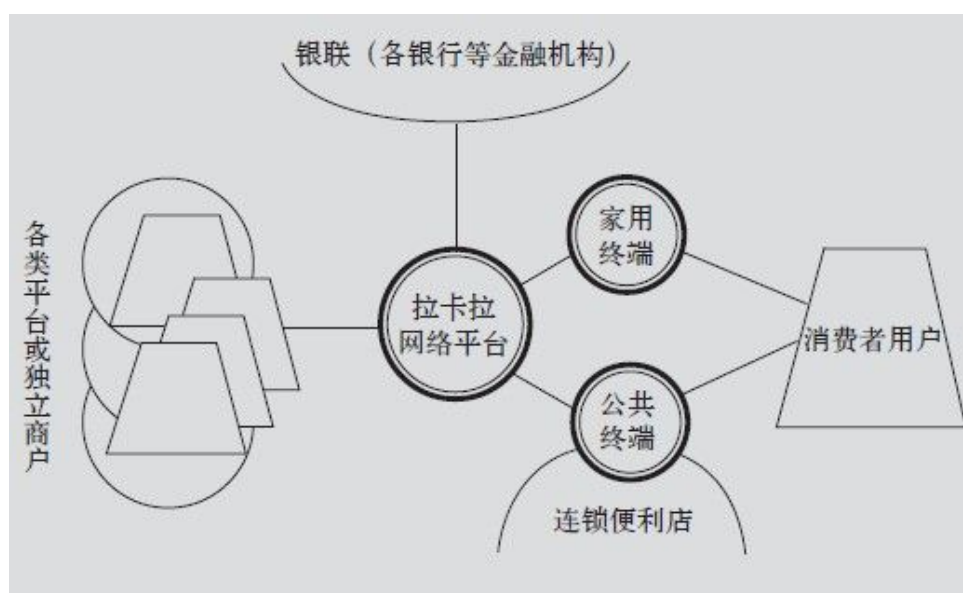 银联（各银行等金融机构）
各类平台或独立商户
拉卡拉
网络平台
家用
终端
公共
终端
消费者用户
连锁便利店